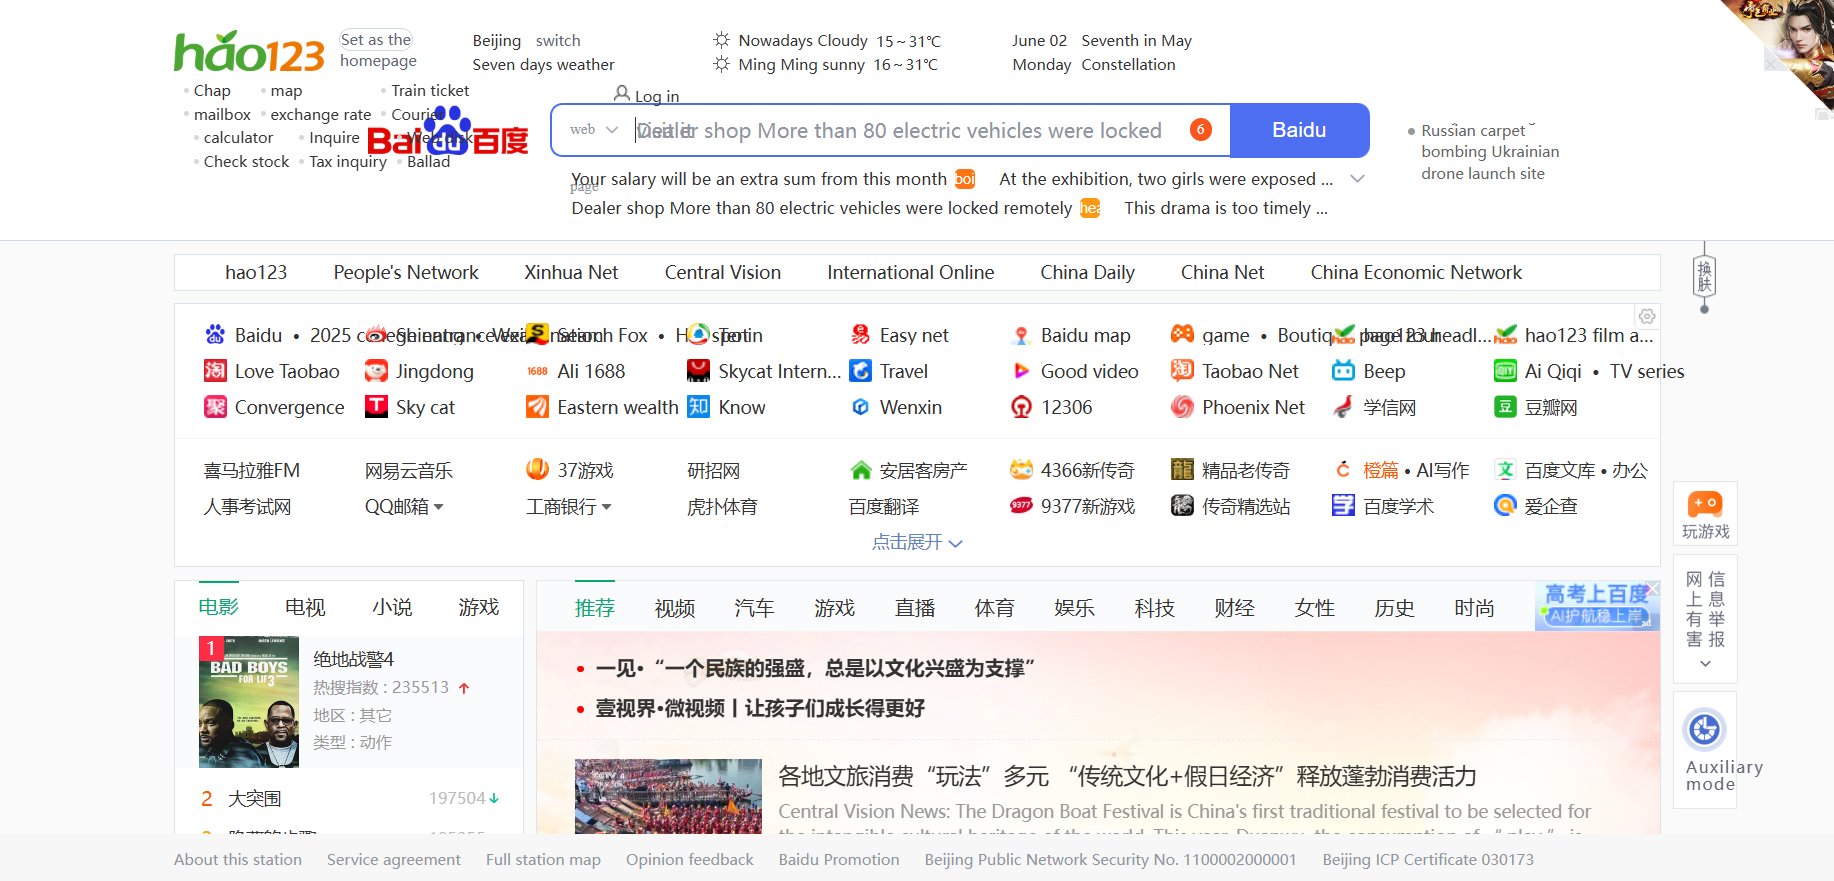 hao123
Set as the
homepage
Beijing switch
Seven days weather
Nowadays Cloudy 15 ~ 31℃
Ming Ming sunny 16 ~ 31℃
June 02 Seventh in May
Monday Constellation
Chap map Train ticket
mailbox exchange rate Courier
calculator Inquire
Check stock Tax inquiry Ballad
Bai du 百度
Log in
web
page
Dealer shop More than 80 electric vehicles were locked 6
Baidu
Your salary will be an extra sum from this month boi At the exhibition, two girls were exposed ...
Dealer shop More than 80 electric vehicles were locked remotely hea This drama is too timely ...
Russian carpet
bombing Ukrainian
drone launch site
hao123 People's Network Xinhua Net Central Vision International Online China Daily China Net China Economic Network
换肤
Baidu • 2025 Search Fox • Easy net Baidu map game • hao123 film a...
Love Taobao Jingdong Ali 1688 Skycat Intern... Travel Good video Taobao Net Beep Ai Qiqi • TV series
Convergence Sky cat Eastern wealth Know Wenxin 12306 Phoenix Net 学信网 豆瓣网
喜马拉雅FM 网易云音乐 37游戏 研招网 安居客房产 4366新传奇 精品老传奇 橙篇 • AI写作 百度文库 • 办公
人事考试网 QQ邮箱 工商银行 虎扑体育 百度翻译 9377新游戏 传奇精选站 百度学术 爱企查
点击展开
玩游戏
网上有害
信息举报
Auxiliary
mode
电影 电视 小说 游戏
1
BAD BOYS
FOR LIF3
绝地战警4
热搜指数 : 235513
地区 : 其它
类型 : 动作
2 大突围 197504
推荐 视频 汽车 游戏 直播 体育 娱乐 科技 财经 女性 历史 时尚
高考上百度
AI护航稳上岸
ad
一见•“一个民族的强盛，总是以文化兴盛为支撑”
壹视界•微视频丨让孩子们成长得更好
各地文旅消费“玩法”多元 “传统文化+假日经济”释放蓬勃消费活力
Central Vision News: The Dragon Boat Festival is China's first traditional festival to be selected for
About this station Service agreement Full station map Opinion feedback Baidu Promotion Beijing Public Network Security No. 1100002000001 Beijing ICP Certificate 030173